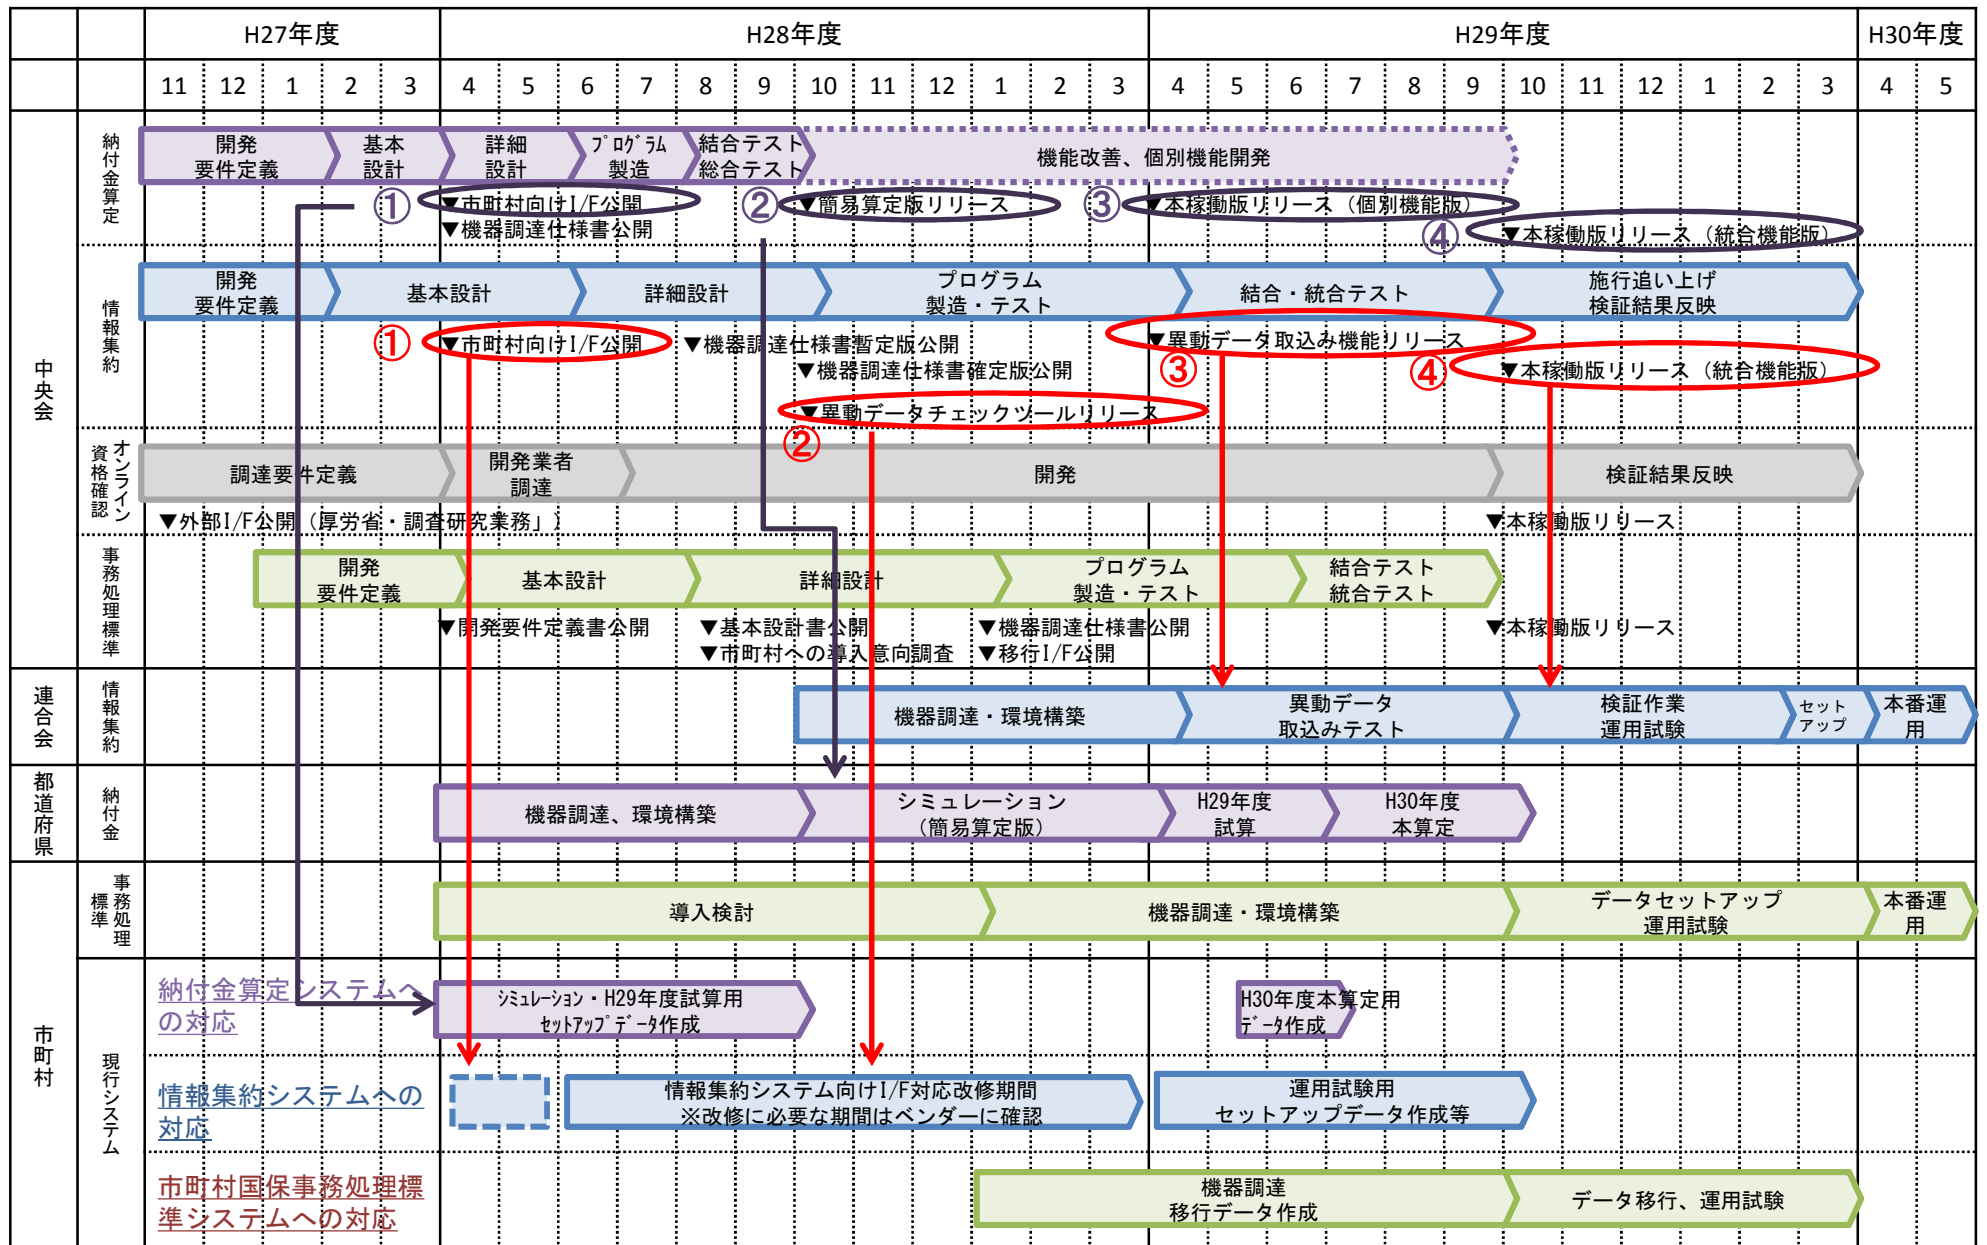 H27年度
H28年度
H29年度
H30年度
11 12 1 2 3 4 5 6 7 8 9 10 11 12 1 2 3 4 5 6 7 8 9 10 11 12 1 2 3 4 5
中央会
納付金算定
開発
要件定義
基本
設計
詳細
設計
プログラム
製造
結合テスト
総合テスト
機能改善、個別機能開発
①
▼市町村向けI/F公開
▼機器調達仕様書公開
②
▼簡易算定版リリース
③
▼本稼働版リリース（個別機能版）
④
▼本稼働版リリース（統合機能版）
情報集約
開発
要件定義
基本設計
詳細設計
プログラム
製造・テスト
結合・統合テスト
施行追い上げ
検証結果反映
①
▼市町村向けI/F公開
▼機器調達仕様書暫定版公開
▼機器調達仕様書確定版公開
▼異動データチェックツールリリース
②
▼異動データ取込み機能リリース
③
④
▼本稼働版リリース（統合機能版）
オンライン
資格確認
調達要件定義
開発業者
調達
開発
検証結果反映
▼外部I/F公開（厚労省・調査研究業務」）
▼本稼働版リリース
事務処理標準
開発
要件定義
基本設計
詳細設計
プログラム
製造・テスト
結合テスト
統合テスト
▼開発要件定義書公開
▼基本設計書公開
▼市町村への導入意向調査
▼機器調達仕様書公開
▼移行I/F公開
▼本稼働版リリース
連合会
情報集約
機器調達・環境構築
異動データ
取込みテスト
検証作業
運用試験
セット
アップ
本番運
用
都道府県
納付金
機器調達、環境構築
シミュレーション
（簡易算定版）
H29年度
試算
H30年度
本算定
市町村
事務処理
標準
導入検討
機器調達・環境構築
データセットアップ
運用試験
本番運
用
現行システム
納付金算定システムへ
の対応
シミュレーション・H29年度試算用
セットアップデータ作成
H30年度本算定用
データ作成
情報集約システムへの
対応
情報集約システム向けI/F対応改修期間
※改修に必要な期間はベンダーに確認
運用試験用
セットアップデータ作成等
市町村国保事務処理標
準システムへの対応
機器調達
移行データ作成
データ移行、運用試験